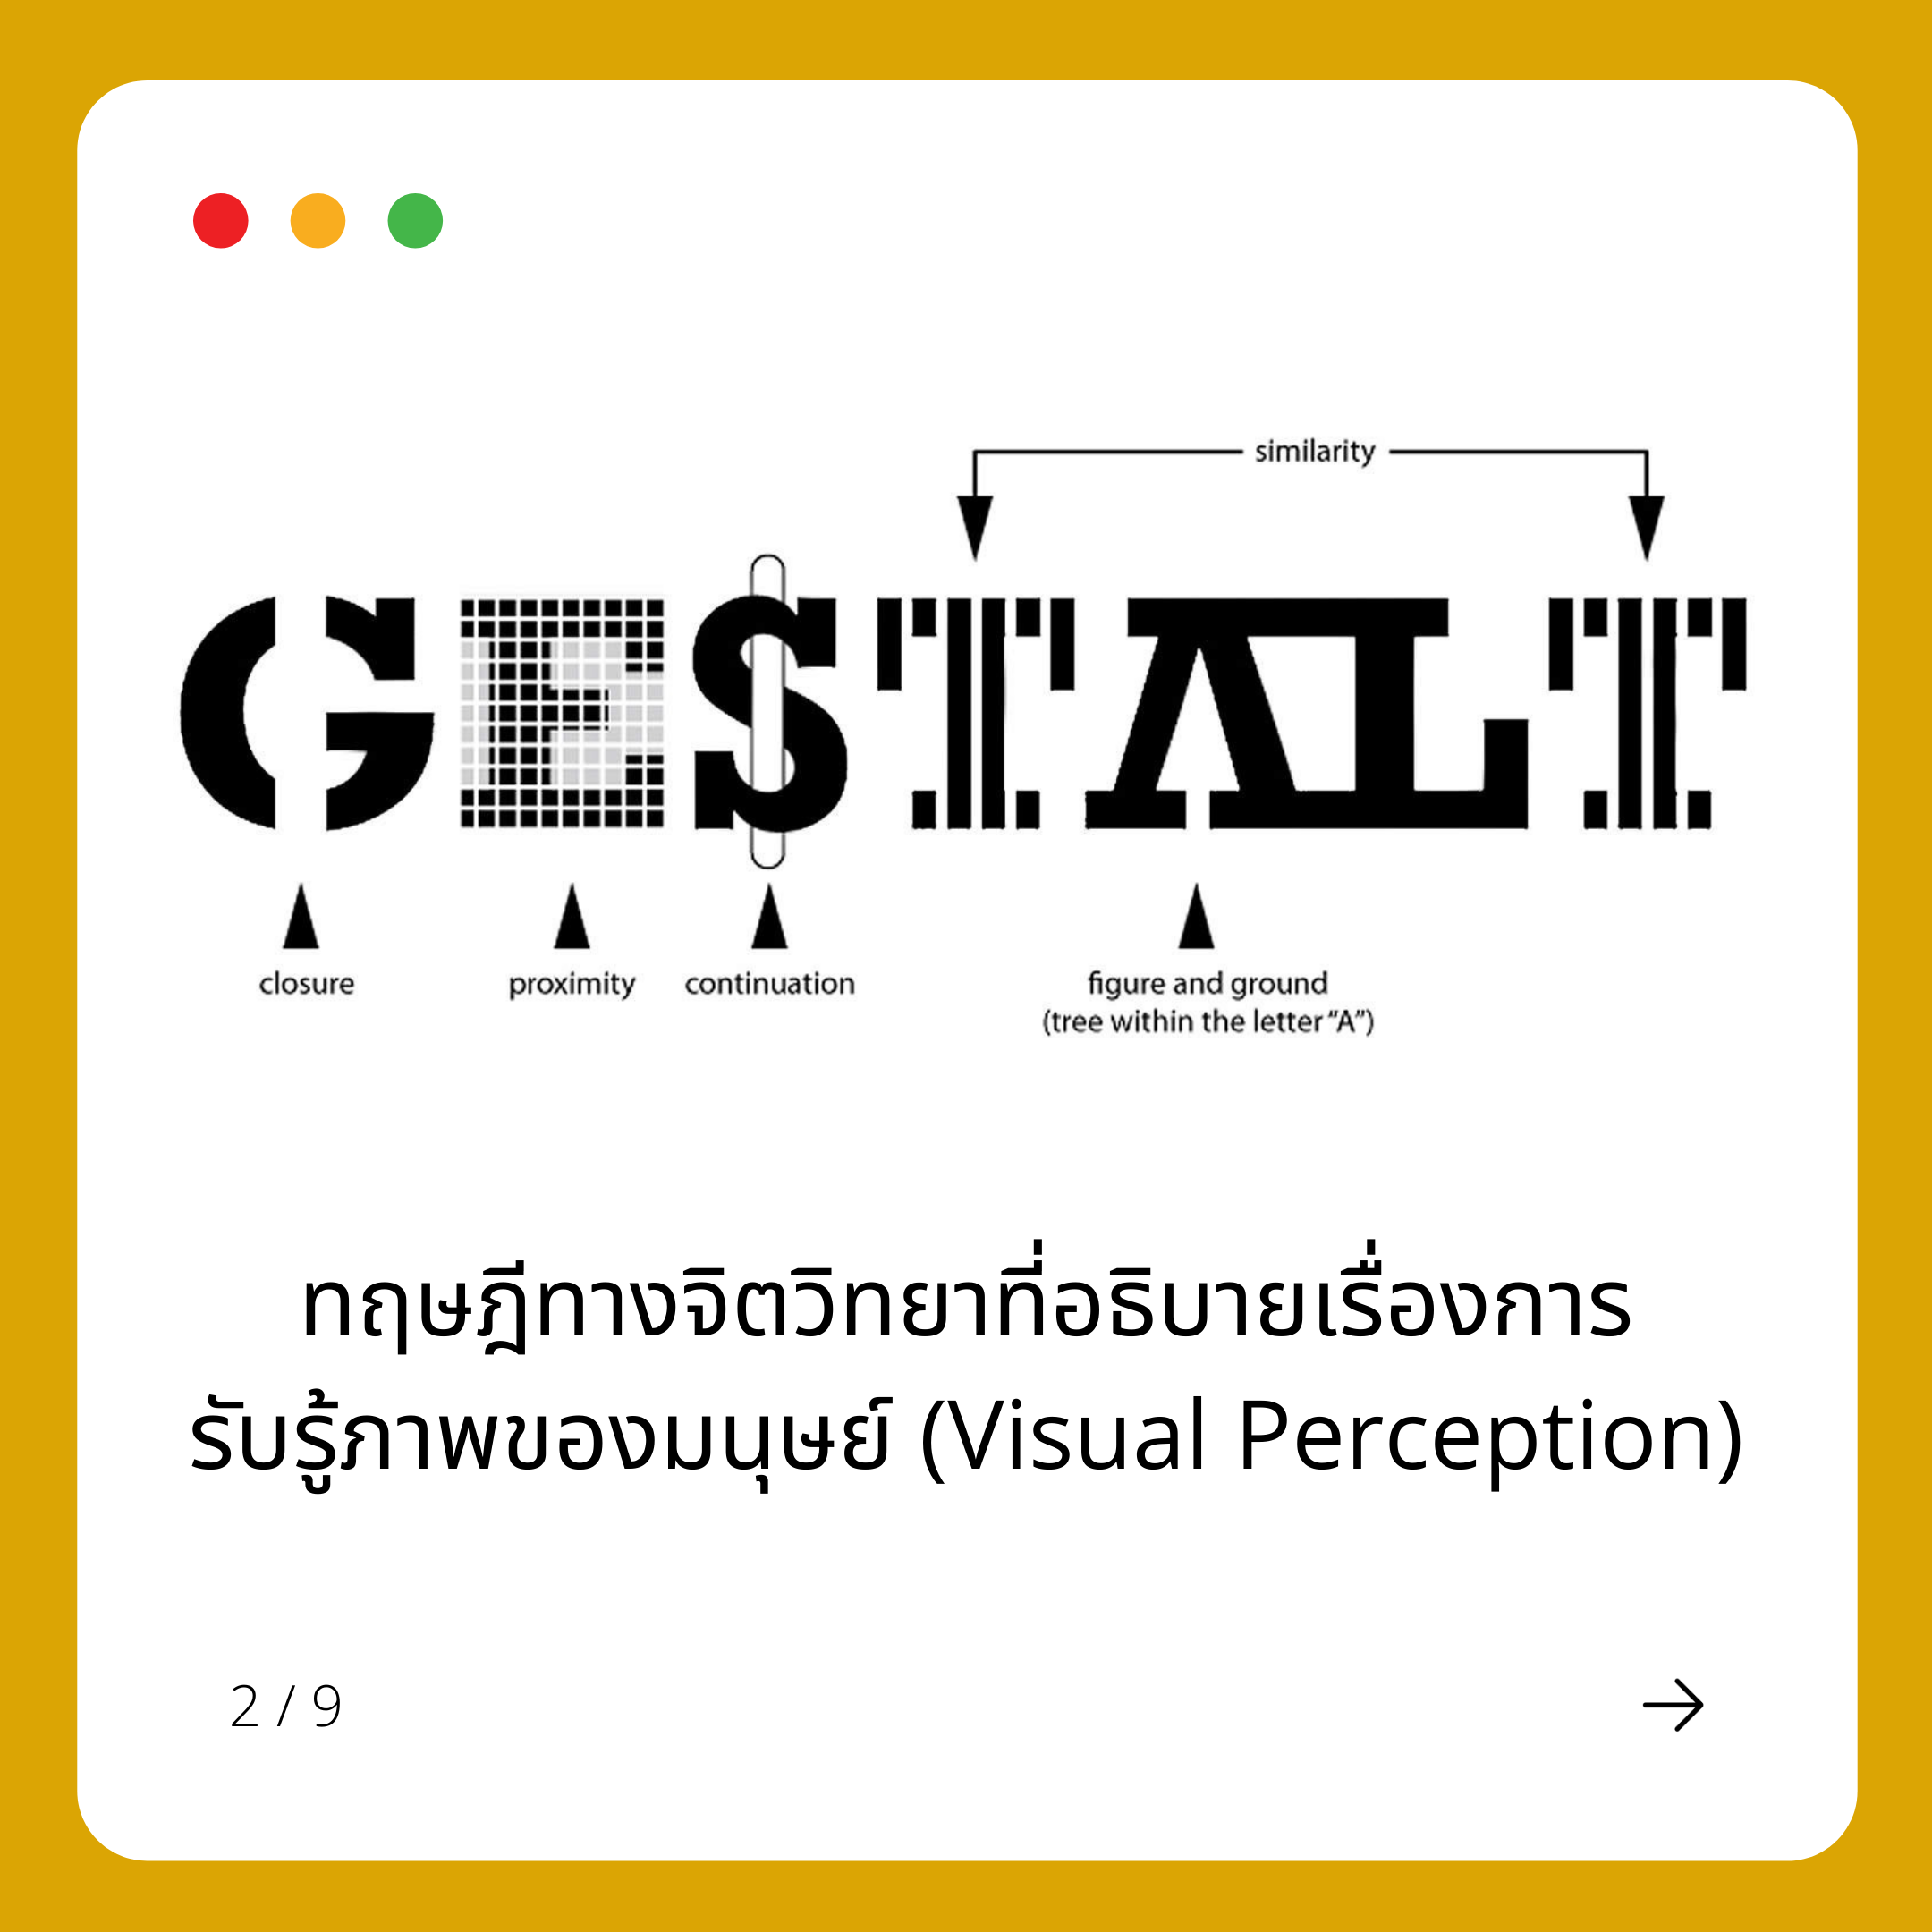 similarity
GESTALT
closure proximity continuation figure and ground
(tree within the letter “A”)
ทฤษฎีทางจิตวิทยาที่อธิบายเรื่องการ
รับรู้ภาพของมนุษย์ (Visual Perception)
2 / 9